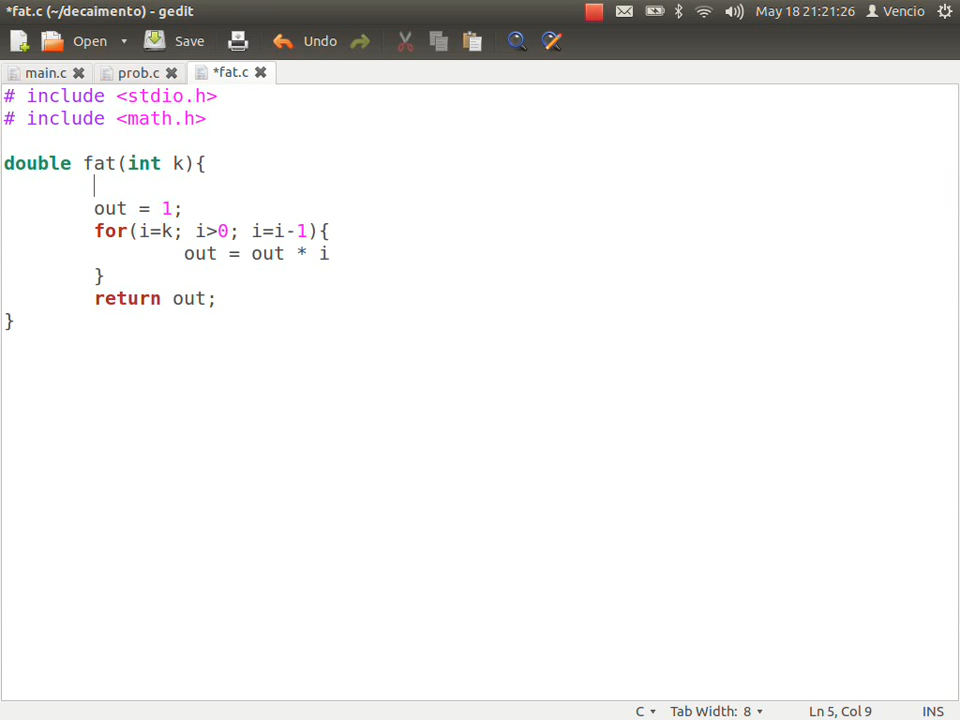 *fat.c (~/decaimento) - gedit
May 18 21:21:26 Vencio
Open Save Undo
main.c prob.c *fat.c
# include <stdio.h>
# include <math.h>
double fat(int k){
out = 1;
for(i=k; i>0; i=i-1){
out = out * i
}
return out;
}
C Tab Width: 8 Ln 5, Col 9 INS